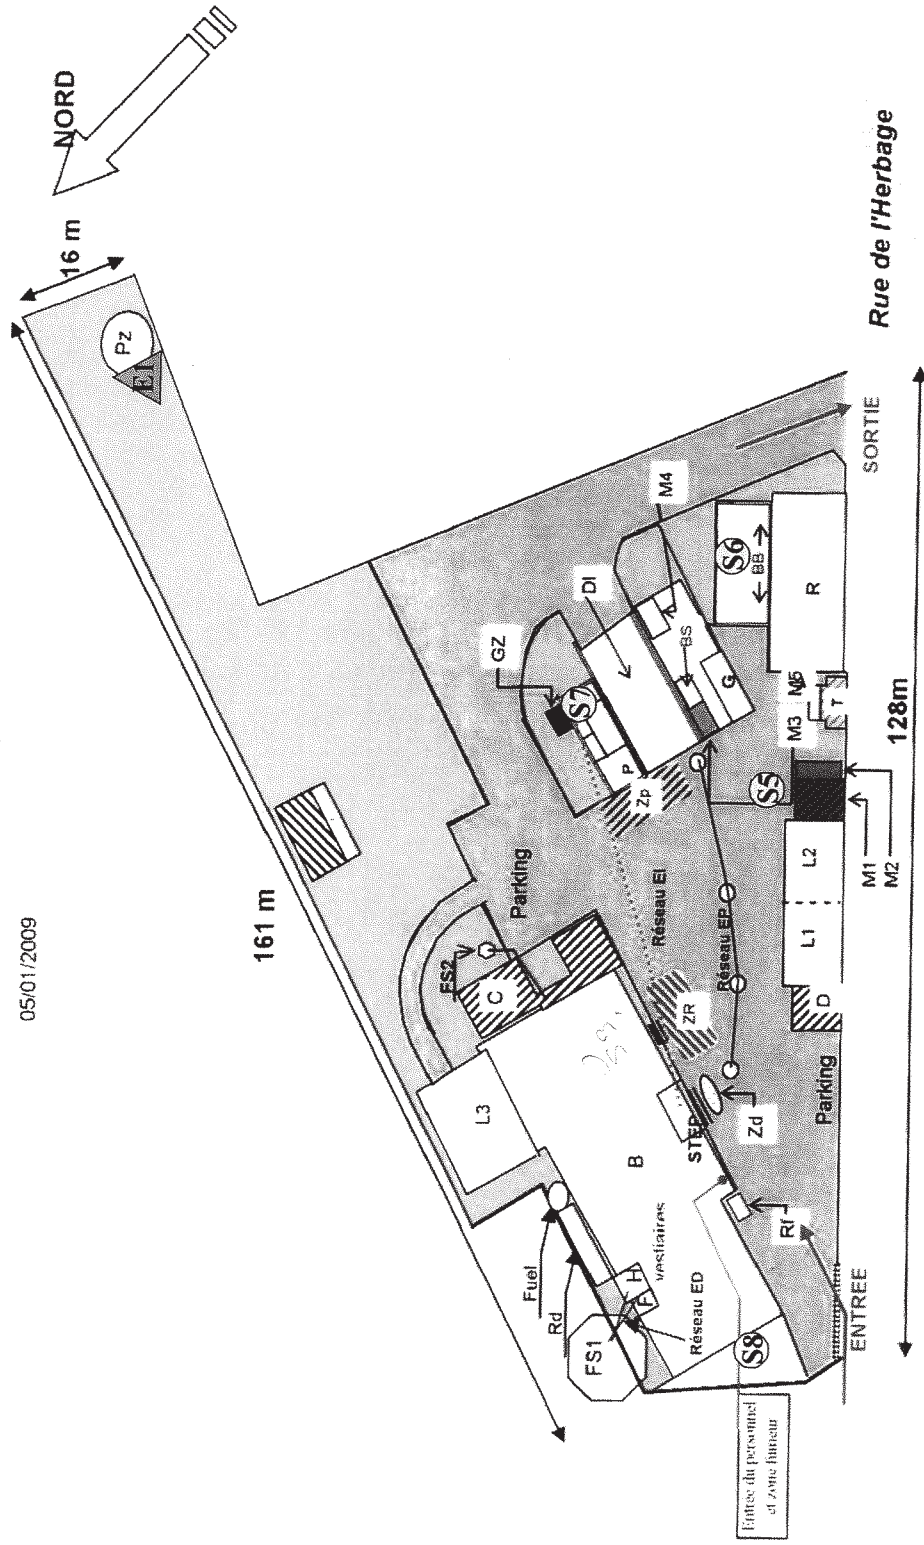 05/01/2009
NORD
16 m
161 m
Pz
E1
Rue de l'Herbage
SORTIE
128m
ENTREE
M4
DI
GZ
S7
S6
BB
R
BS
G
P
Zp
M3
M5
T
S5
M1
M2
L2
L1
D
Parking
Réseau EI
Réseau EP
ZR
FS2
C
L3
B
STEP
Zd
Parking
Rf
Fuel
Rd
FS1
H
F
vestiaires
Réseau ED
S8
Entrée du personnel
et zone fumeur